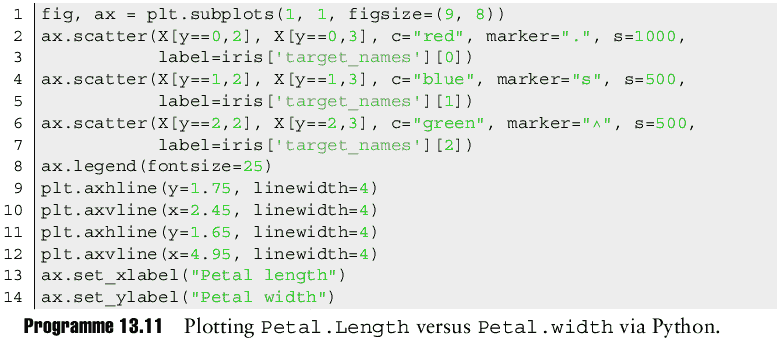 1 fig, ax = plt.subplots(1, 1, figsize=(9, 8))
2 ax.scatter(X[y==0,2], X[y==0,3], c="red", marker=".", s=1000,
3 label=iris['target_names'][0])
4 ax.scatter(X[y==1,2], X[y==1,3], c="blue", marker="s", s=500,
5 label=iris['target_names'][1])
6 ax.scatter(X[y==2,2], X[y==2,3], c="green", marker="^", s=500,
7 label=iris['target_names'][2])
8 ax.legend(fontsize=25)
9 plt.axhline(y=1.75, linewidth=4)
10 plt.axvline(x=2.45, linewidth=4)
11 plt.axhline(y=1.65, linewidth=4)
12 plt.axvline(x=4.95, linewidth=4)
13 ax.set_xlabel("Petal length")
14 ax.set_ylabel("Petal width")
Programme 13.11 Plotting Petal.Length versus Petal.width via Python.